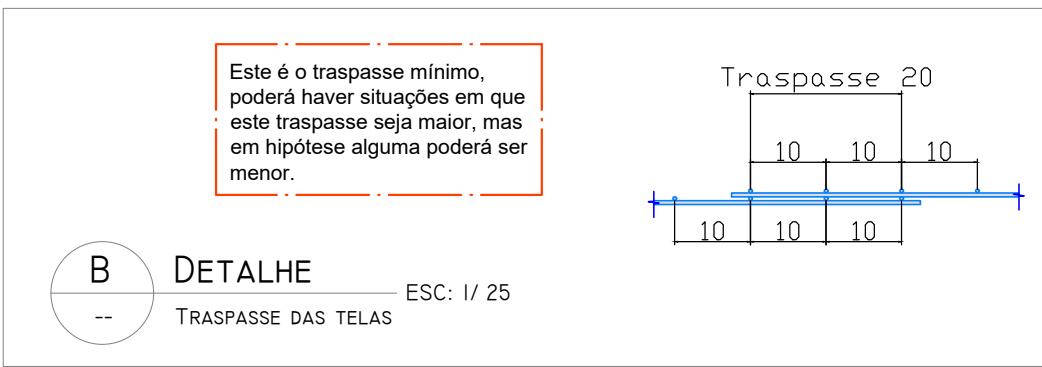 Este é o traspasse mínimo,
poderá haver situações em que
este traspasse seja maior, mas
em hipótese alguma poderá ser
menor.
Traspasse 20
10 10 10
10 10 10
B
--
DETALHE
TRASPASSE DAS TELAS
ESC: 1/ 25